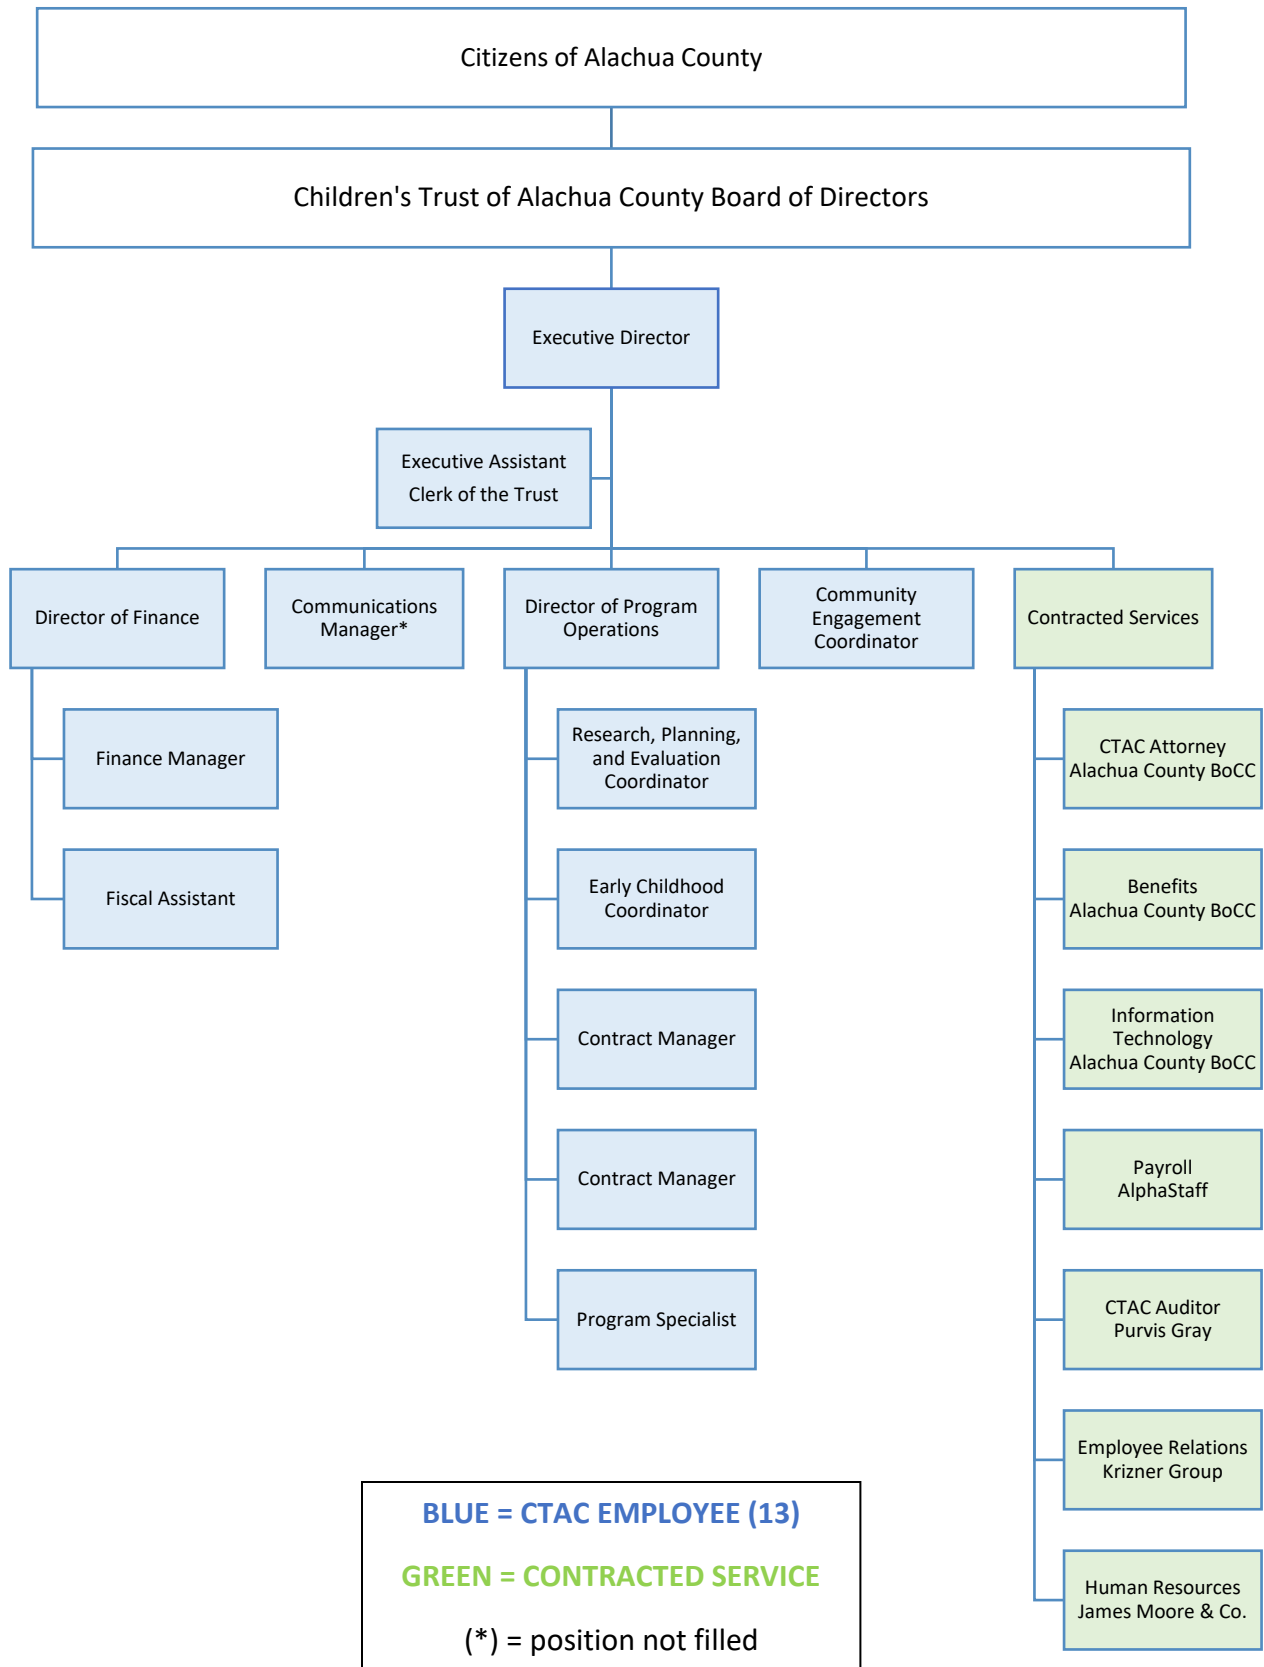 Citizens of Alachua County
Children's Trust of Alachua County Board of Directors
Executive Director
Executive Assistant
Clerk of the Trust
Director of Finance
Communications
Manager*
Director of Program
Operations
Community
Engagement
Coordinator
Contracted Services
Finance Manager
Fiscal Assistant
Research, Planning,
and Evaluation
Coordinator
Early Childhood
Coordinator
Contract Manager
Contract Manager
Program Specialist
CTAC Attorney
Alachua County BoCC
Benefits
Alachua County BoCC
Information
Technology
Alachua County BoCC
Payroll
AlphaStaff
CTAC Auditor
Purvis Gray
Employee Relations
Krizner Group
Human Resources
James Moore & Co.
BLUE = CTAC EMPLOYEE (13)
GREEN = CONTRACTED SERVICE
(*) = position not filled